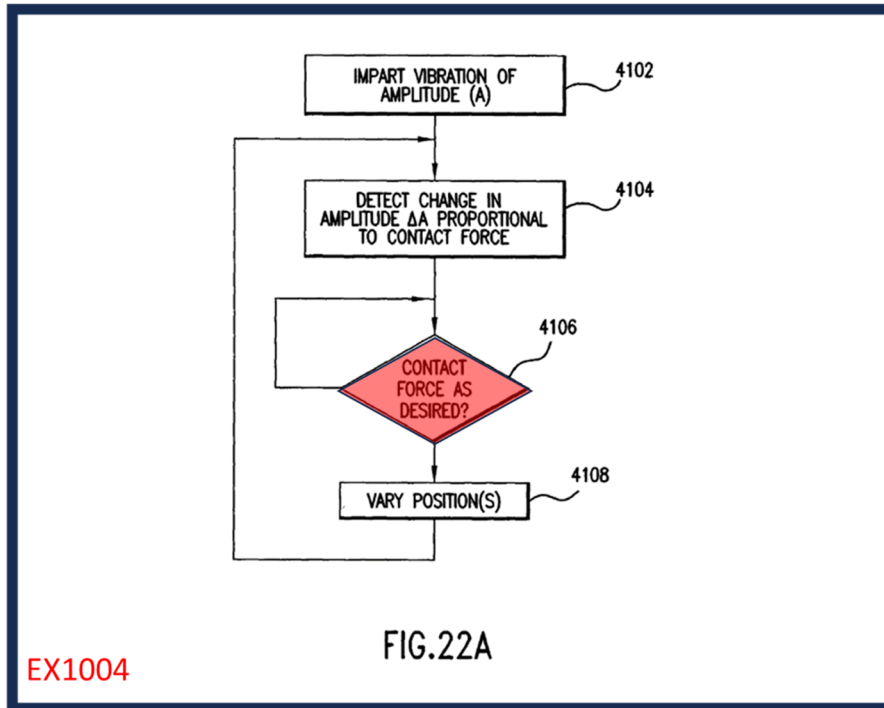 IMPART VIBRATION OF
AMPLITUDE (A)
4102
DETECT CHANGE IN
AMPLITUDE ΔA PROPORTIONAL
TO CONTACT FORCE
4104
CONTACT
FORCE AS
DESIRED?
4106
VARY POSITION(S)
4108
FIG.22A
EX1004